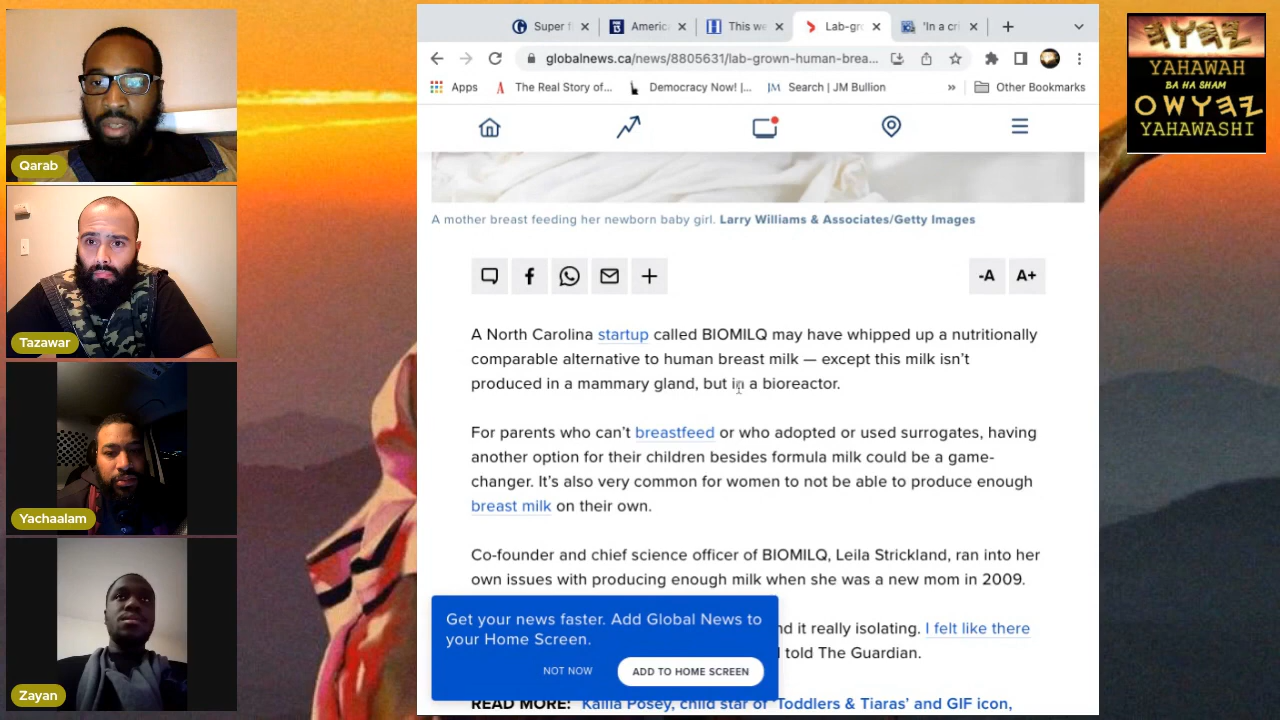 Qarab
Tazawar
Yachaalam
Zayan
Super f
America
This we
Lab-gro
'In a cri
globalnews.ca/news/8805631/lab-grown-human-brea...
Apps
The Real Story of...
Democracy Now! |...
Search | JM Bullion
»
Other Bookmarks
A mother breast feeding her newborn baby girl. Larry Williams & Associates/Getty Images
-A
A+
A North Carolina startup called BIOMILQ may have whipped up a nutritionally
comparable alternative to human breast milk — except this milk isn't
produced in a mammary gland, but in a bioreactor.
For parents who can't breastfeed or who adopted or used surrogates, having
another option for their children besides formula milk could be a game-
changer. It's also very common for women to not be able to produce enough
breast milk on their own.
Co-founder and chief science officer of BIOMILQ, Leila Strickland, ran into her
own issues with producing enough milk when she was a new mom in 2009.
nd it really isolating. I felt like there
told The Guardian.
Get your news faster. Add Global News to
your Home Screen.
NOT NOW
ADD TO HOME SCREEN
READ MORE: Kailia Posey, child star of 'Toddlers & Tiaras' and GIF icon,
YAHAWAH
BA HA SHAM
YAHAWASHI